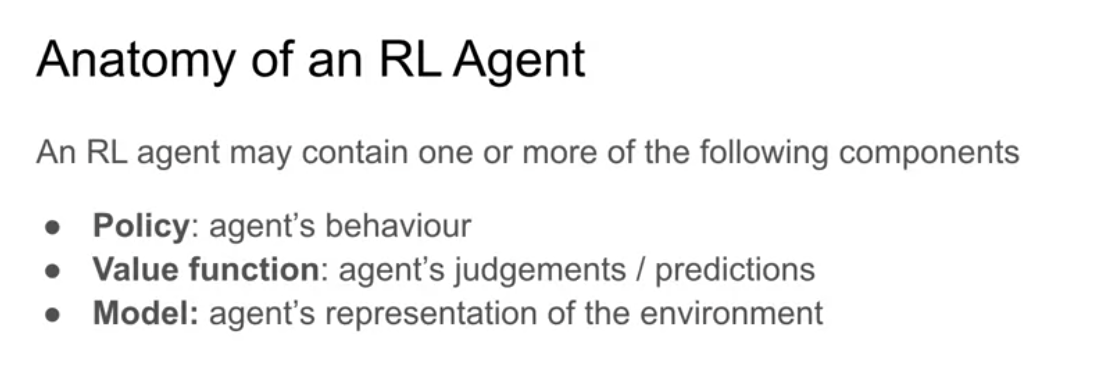 Anatomy of an RL Agent
An RL agent may contain one or more of the following components
● Policy: agent's behaviour
● Value function: agent's judgements / predictions
● Model: agent's representation of the environment